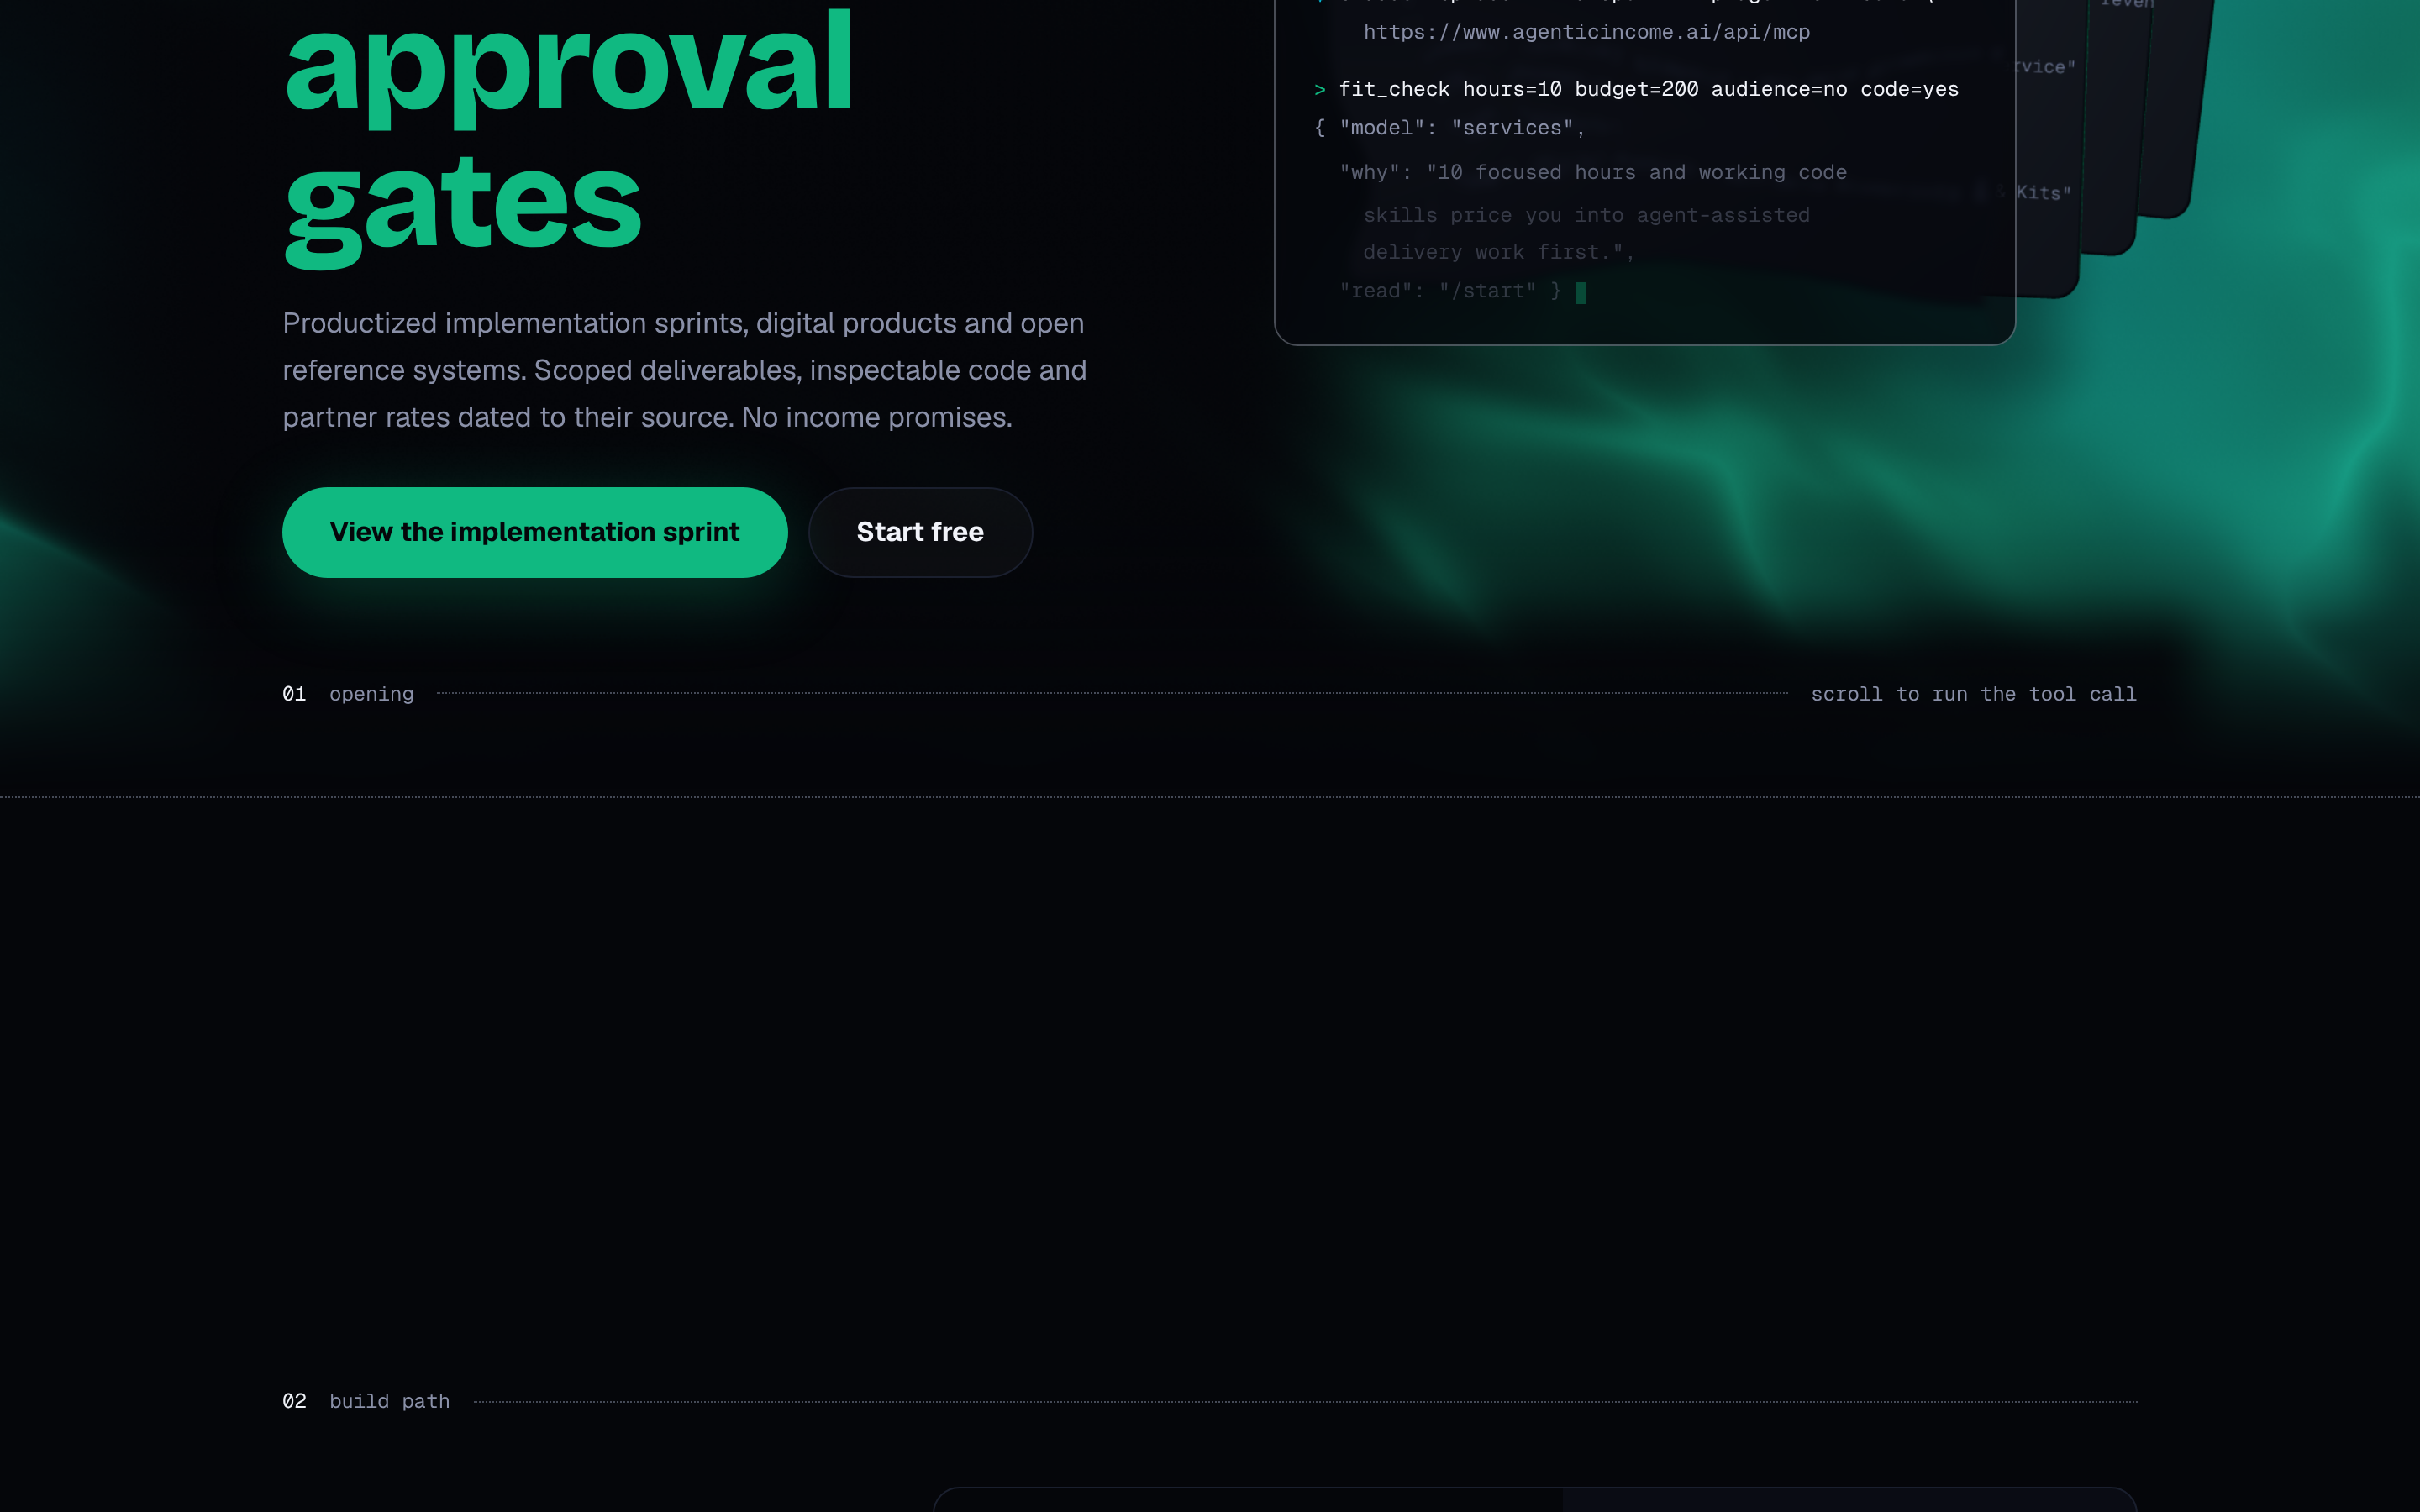 approval
gates
Productized implementation sprints, digital products and open
reference systems. Scoped deliverables, inspectable code and
partner rates dated to their source. No income promises.
View the implementation sprint
Start free
https://www.agenticincome.ai/api/mcp
> fit_check hours=10 budget=200 audience=no code=yes
{ "model": "services",
"why": "10 focused hours and working code
skills price you into agent-assisted
delivery work first.",
"read": "/start" }
Kits"
01 opening
scroll to run the tool call
02 build path